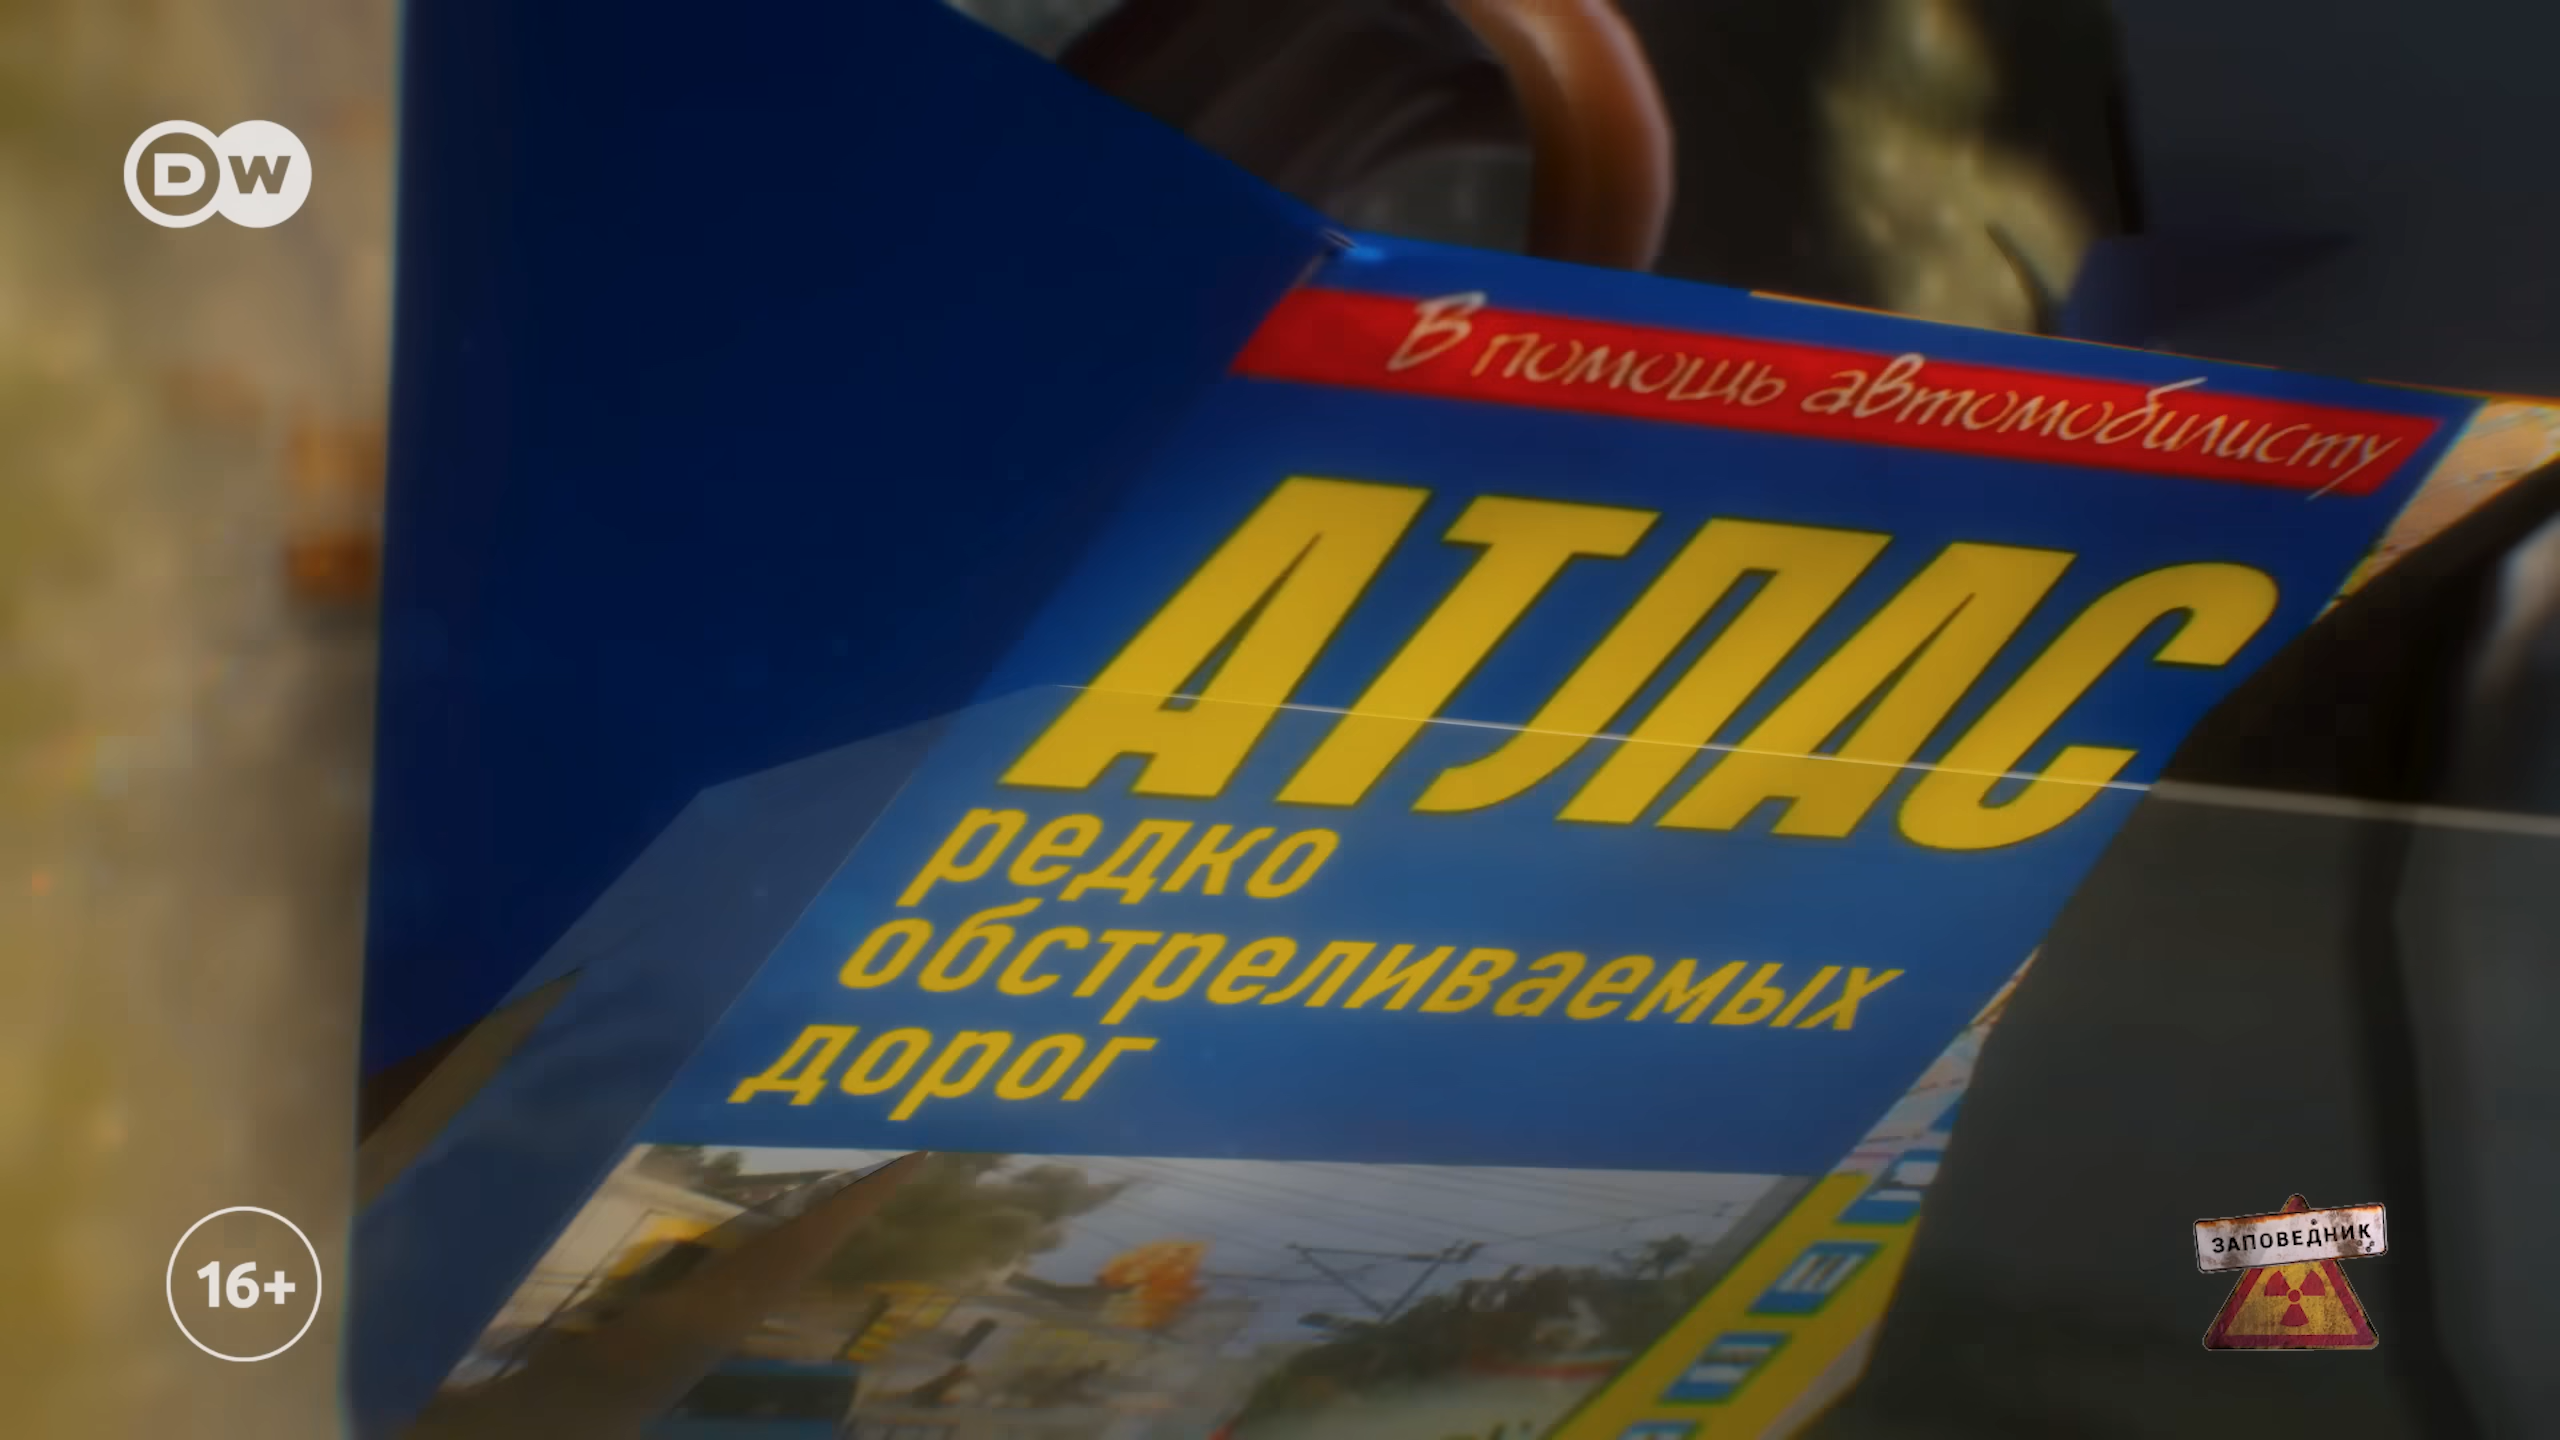 DW
В помощь автомобилисту
АТЛАС
редко
обстреливаемых
дорог
16+
ЗАПОВЕДНИК